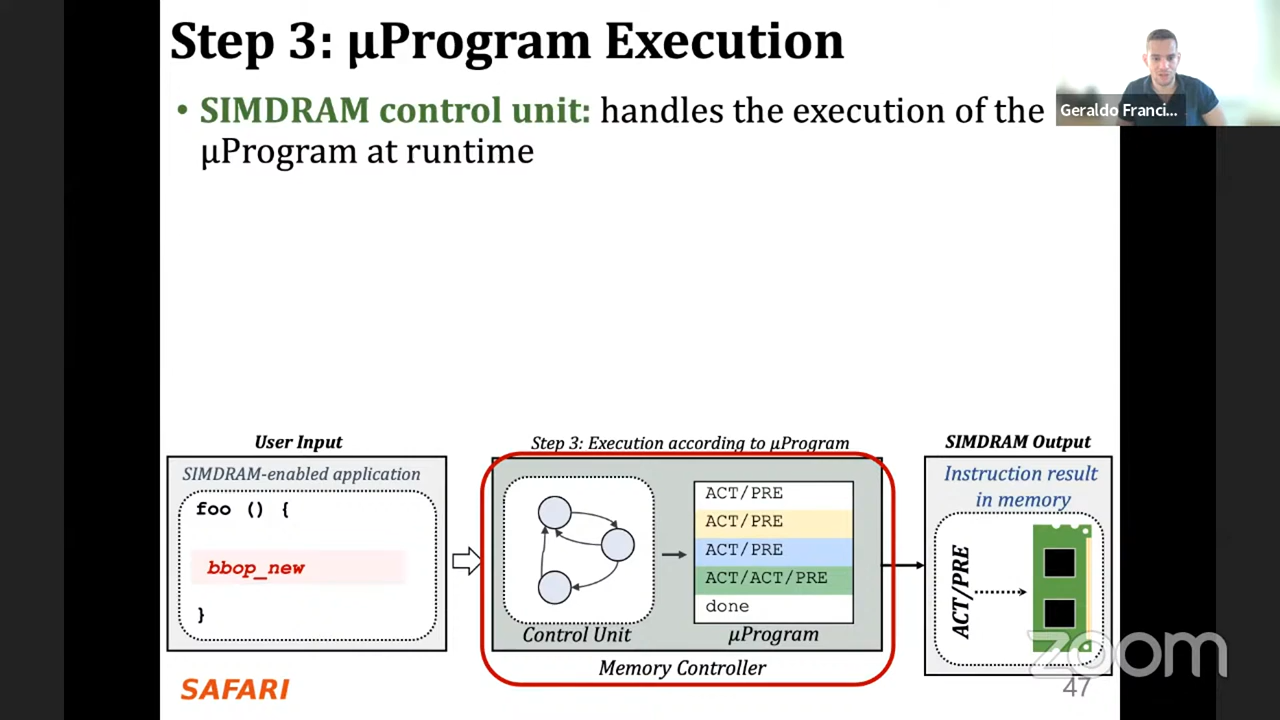 Step 3: µProgram Execution
• SIMDRAM control unit: handles the execution of the
µProgram at runtime
Geraldo Franci...
User Input
SIMDRAM-enabled application
foo () {
bbop_new
}
Step 3: Execution according to µProgram
ACT/PRE
ACT/PRE
ACT/PRE
ACT/ACT/PRE
done
Control Unit
µProgram
Memory Controller
SIMDRAM Output
Instruction result
in memory
ACT/PRE
SAFARI
zoom
47